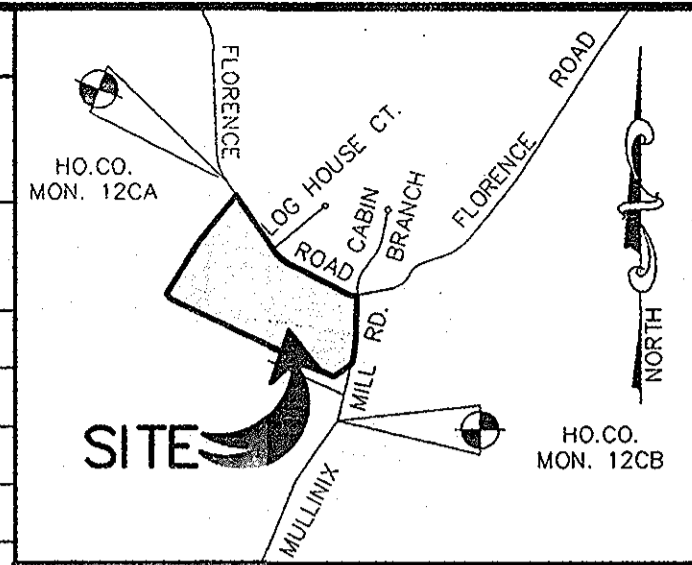 FLORENCE
ROAD
HO.CO.
MON. 12CA
LOG HOUSE CT.
CABIN
BRANCH
FLORENCE
ROAD
NORTH
MILL RD.
SITE
HO.CO.
MON. 12CB
MULLINIX